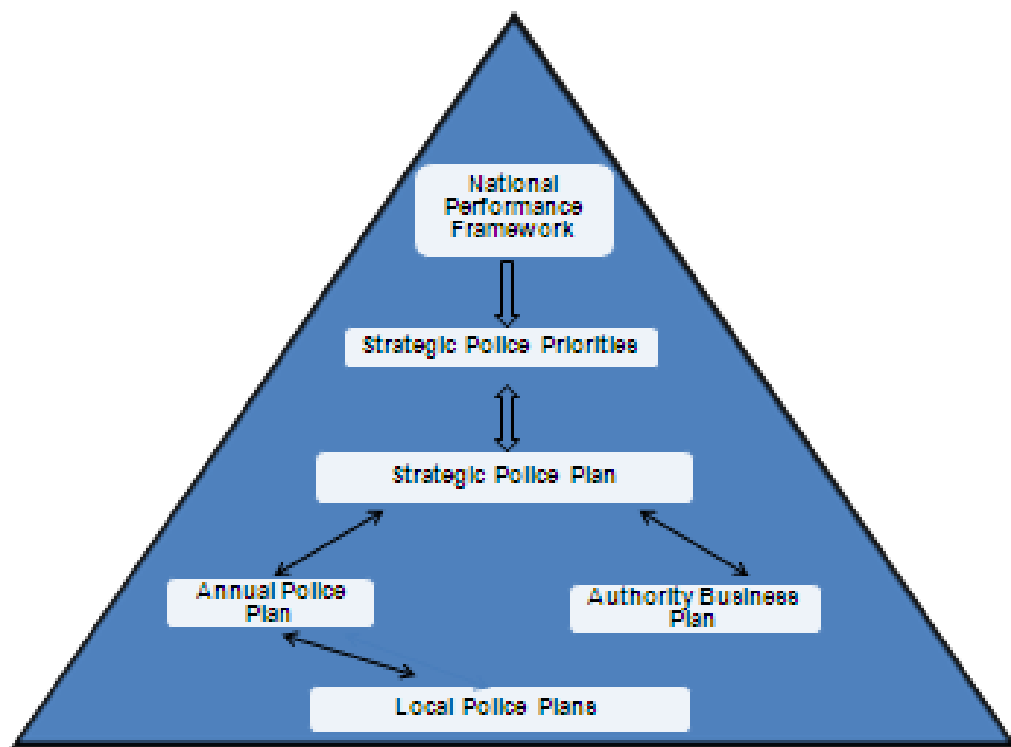 National
Performance
Framework
Strategic Police Priorities
Strategic Police Plan
Annual Police
Plan
Authority Business
Plan
Local Police Plans